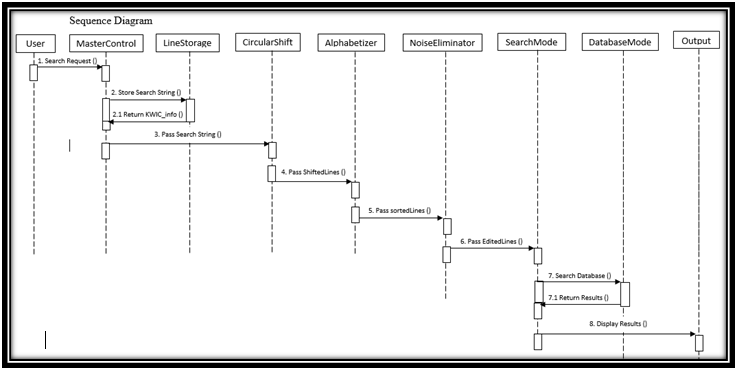 Sequence Diagram
User
MasterControl
LineStorage
CircularShift
Alphabetizer
NoiseEliminator
SearchMode
DatabaseMode
Output
1. Search Request ()
2. Store Search String ()
2.1 Return KWIC_info ()
3. Pass Search String ()
4. Pass ShiftedLines ()
5. Pass sortedLines ()
6. Pass EditedLines ()
7. Search Database ()
7.1 Return Results ()
8. Display Results ()